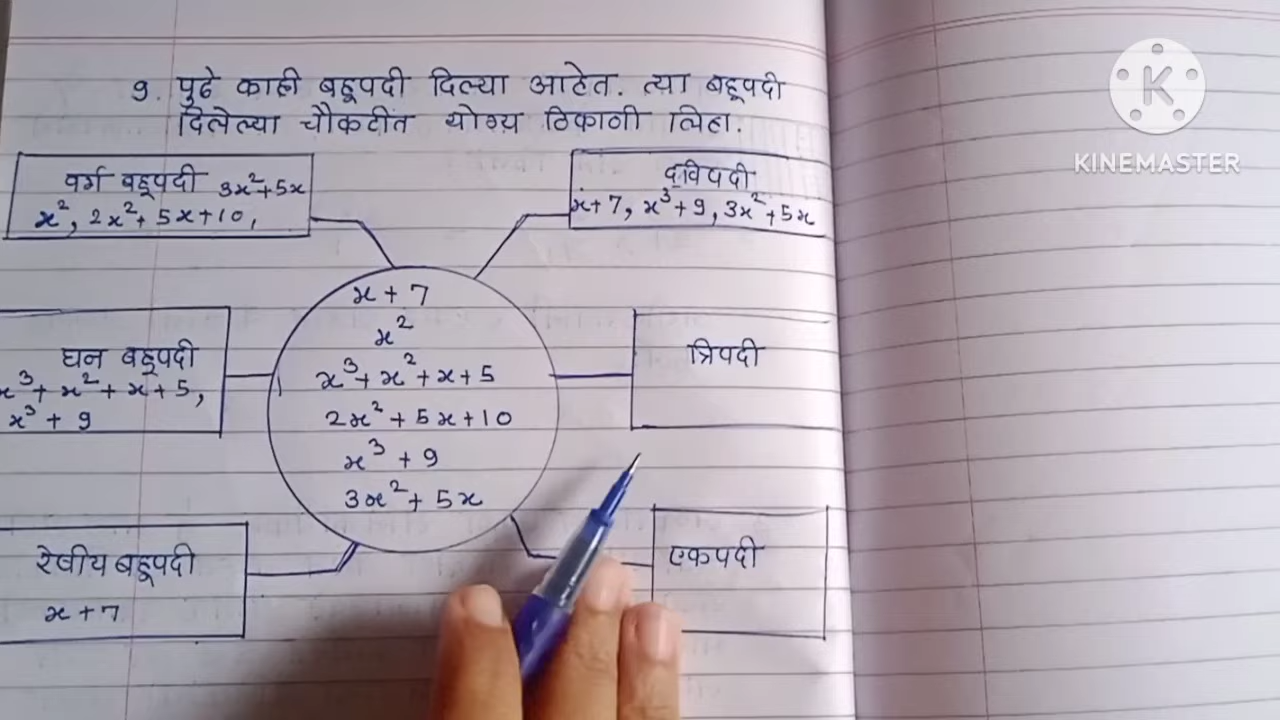 9. पुढे काही बहूपदी दिल्या आहेत. त्या बहूपदी
दिलेल्या चौकटीत योग्य ठिकाणी लिहा.
वर्ग बहूपदी 3x²+5x
x², 2x²+5x+10,
द्विपदी
x+7, x³+9, 3x²+5x
घन बहूपदी
x³+x²+x+5,
x³+9
x+7
x²
x³+x²+x+5
2x²+5x+10
x³+9
3x²+5x
त्रिपदी
रेषीय बहूपदी
x+7
एकपदी
K
KINEMASTER